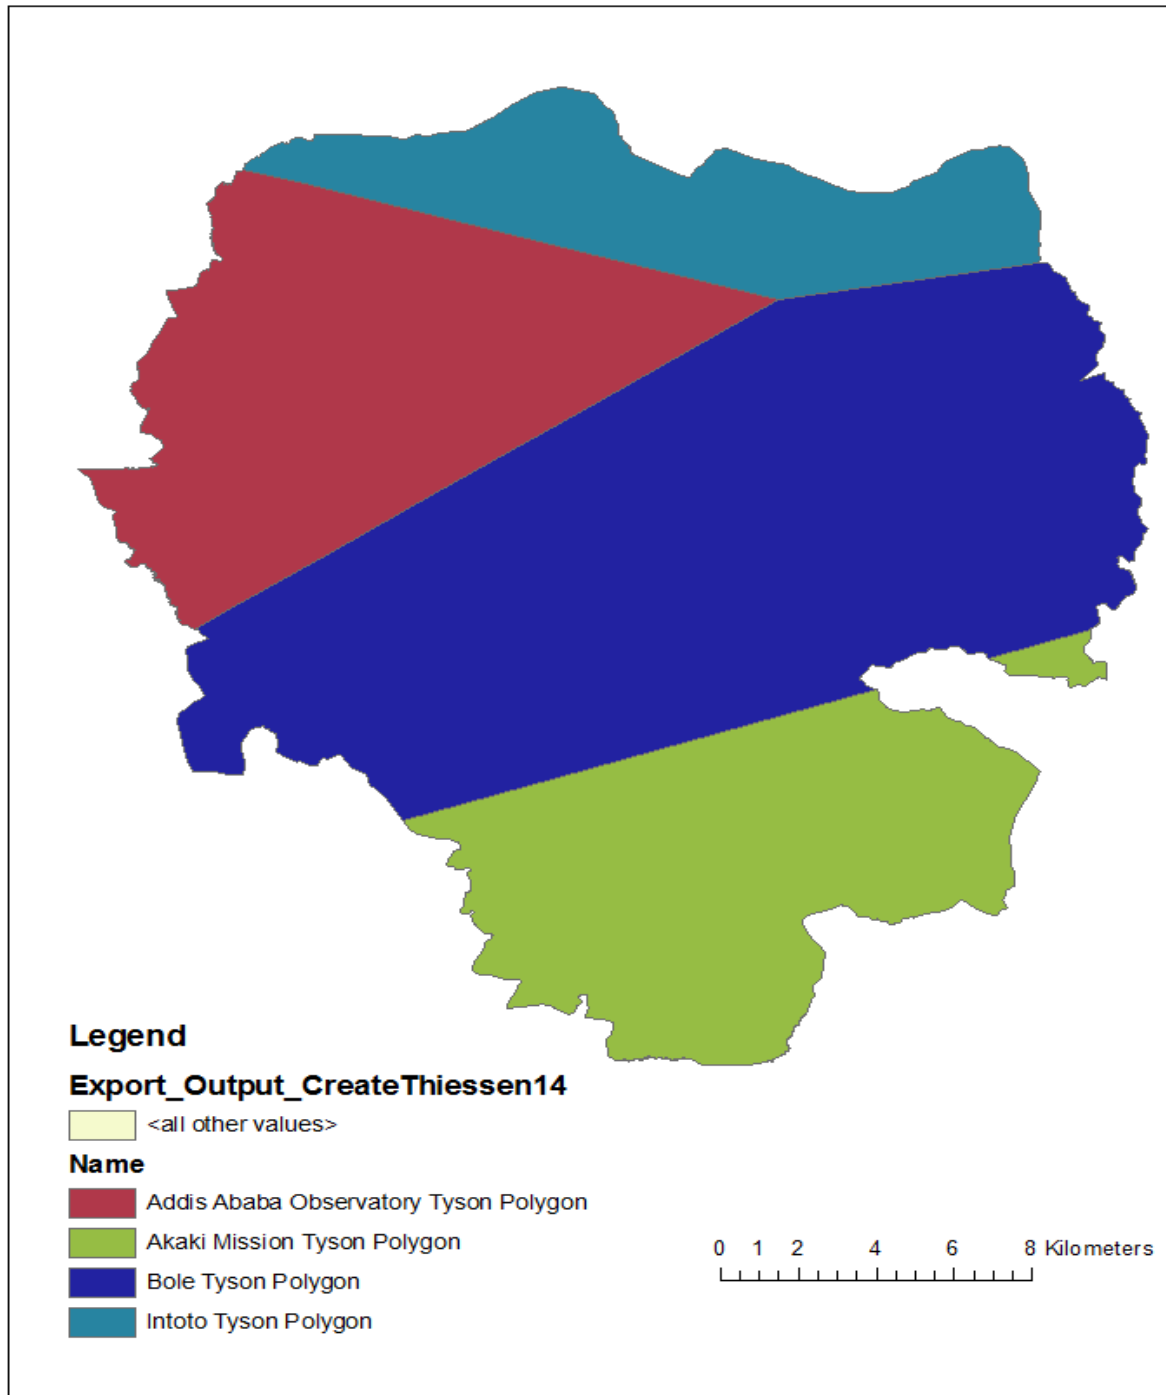 Legend
Export_Output_CreateThiessen14
<all other values>
Name
Addis Ababa Observatory Tyson Polygon
Akaki Mission Tyson Polygon
Bole Tyson Polygon
Intoto Tyson Polygon
0 1 2 4 6 8 Kilometers